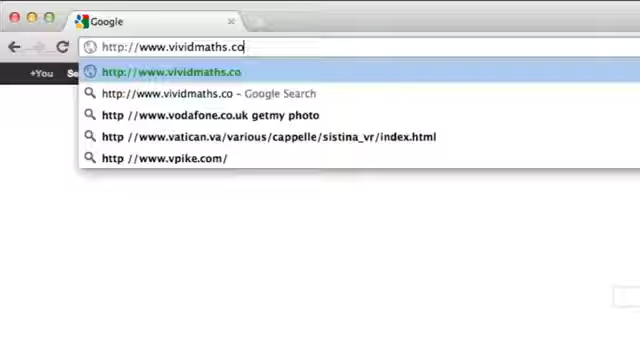 Google
http://www.vividmaths.co
+You
http://www.vividmaths.co
http://www.vividmaths.co - Google Search
http //www.vodafone.co.uk getmy photo
http //www.vatican.va/various/cappelle/sistina_vr/index.html
http //www.vpike.com/